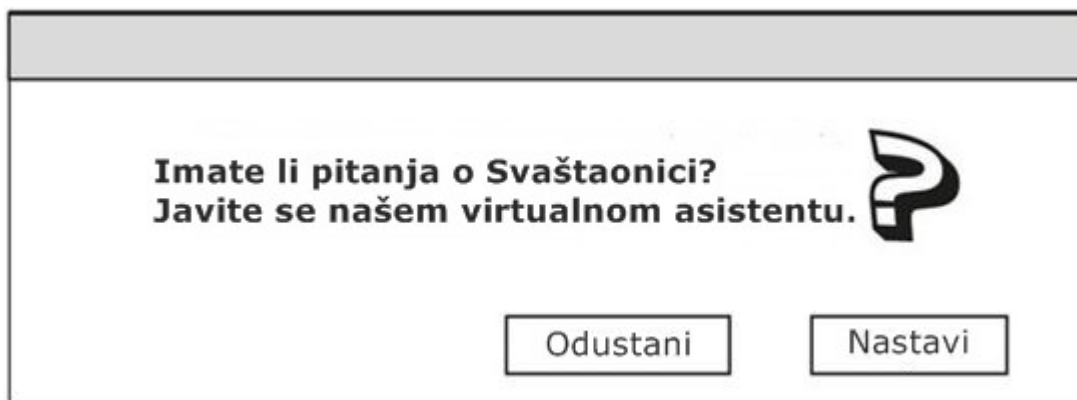 Imate li pitanja o Svaštaonici?
Javite se našem virtualnom asistentu.
?
Odustani
Nastavi